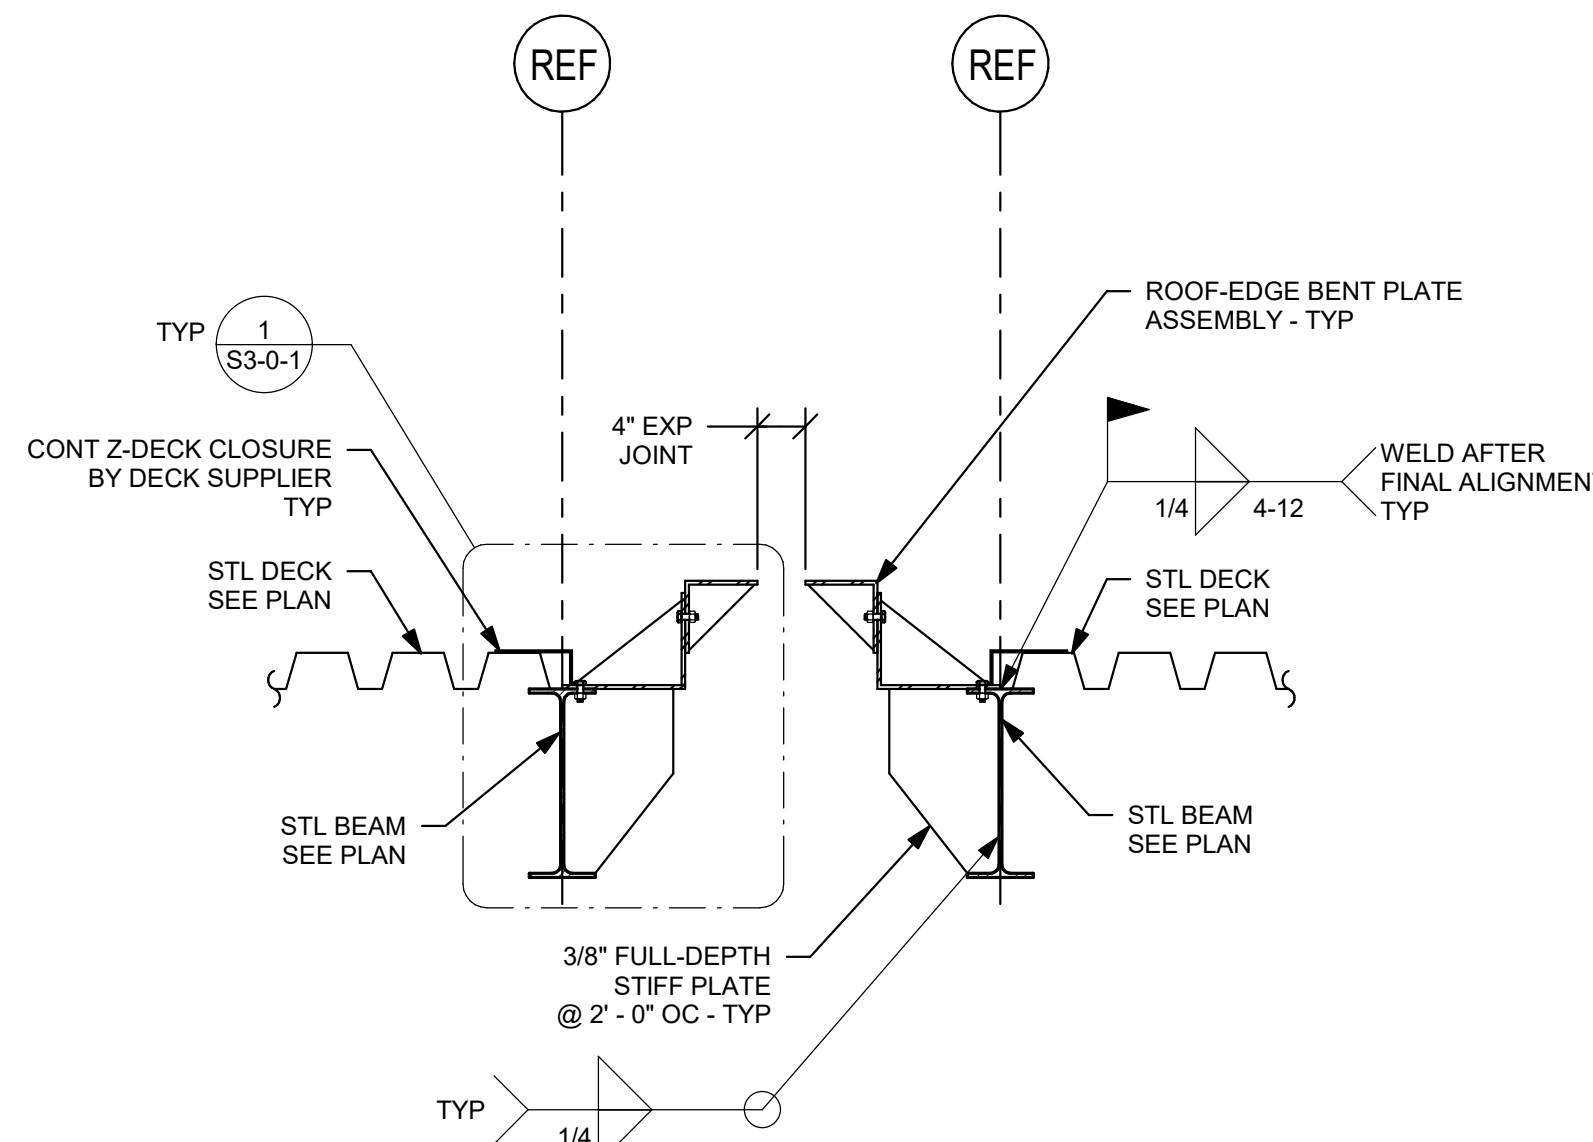 REF
REF
TYP
1
S3-0-1
ROOF-EDGE BENT PLATE
ASSEMBLY - TYP
4" EXP
JOINT
CONT Z-DECK CLOSURE
BY DECK SUPPLIER
TYP
WELD AFTER
FINAL ALIGNMEN
TYP
1/4
4-12
STL DECK
SEE PLAN
STL DECK
SEE PLAN
STL BEAM
SEE PLAN
STL BEAM
SEE PLAN
3/8" FULL-DEPTH
STIFF PLATE
@ 2' - 0" OC - TYP
TYP
1/4